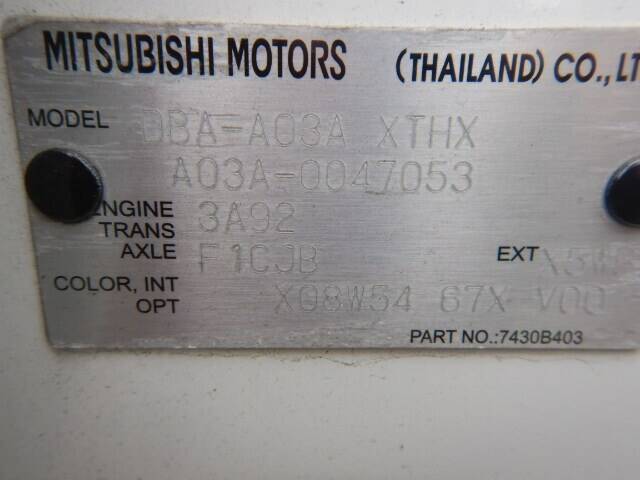 MITSUBISHI MOTORS (THAILAND) CO., LT
MODEL DBA-A03A XTHX
A03A-0047053
ENGINE 3A92
TRANS
AXLE F1CJB EXT
COLOR, INT X08W54 67X V00
OPT
PART NO.:7430B403